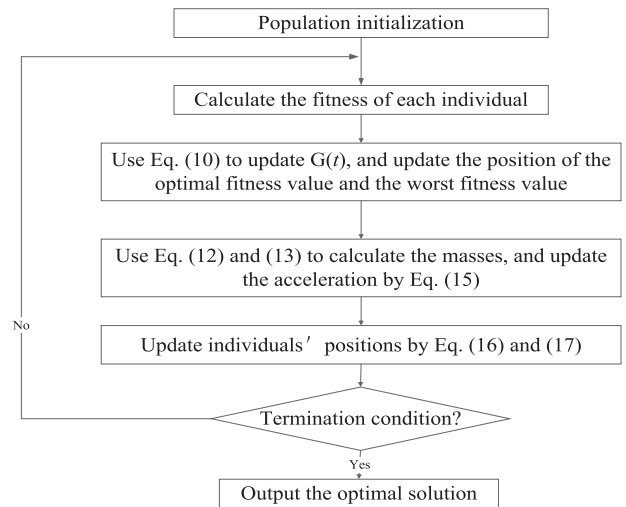 Population initialization
Calculate the fitness of each individual
Use Eq. (10) to update G(t), and update the position of the
optimal fitness value and the worst fitness value
Use Eq. (12) and (13) to calculate the masses, and update
the acceleration by Eq. (15)
No
Update individuals′ positions by Eq. (16) and (17)
Termination condition?
Yes
Output the optimal solution